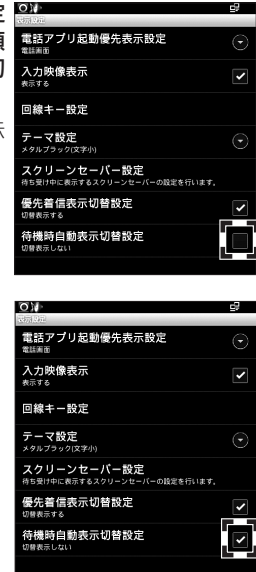 表示設定
電話アプリ起動優先表示設定
電話画面
入力映像表示
表示する
回線キー設定
テーマ設定
メタルブラック(文字小)
スクリーンセーバー設定
待ち受け中に表示するスクリーンセーバーの設定を行います。
優先着信表示切替設定
切替表示する
待機時自動表示切替設定
切替表示しない
表示設定
電話アプリ起動優先表示設定
電話画面
入力映像表示
表示する
回線キー設定
テーマ設定
メタルブラック(文字小)
スクリーンセーバー設定
待ち受け中に表示するスクリーンセーバーの設定を行います。
優先着信表示切替設定
切替表示する
待機時自動表示切替設定
切替表示しない